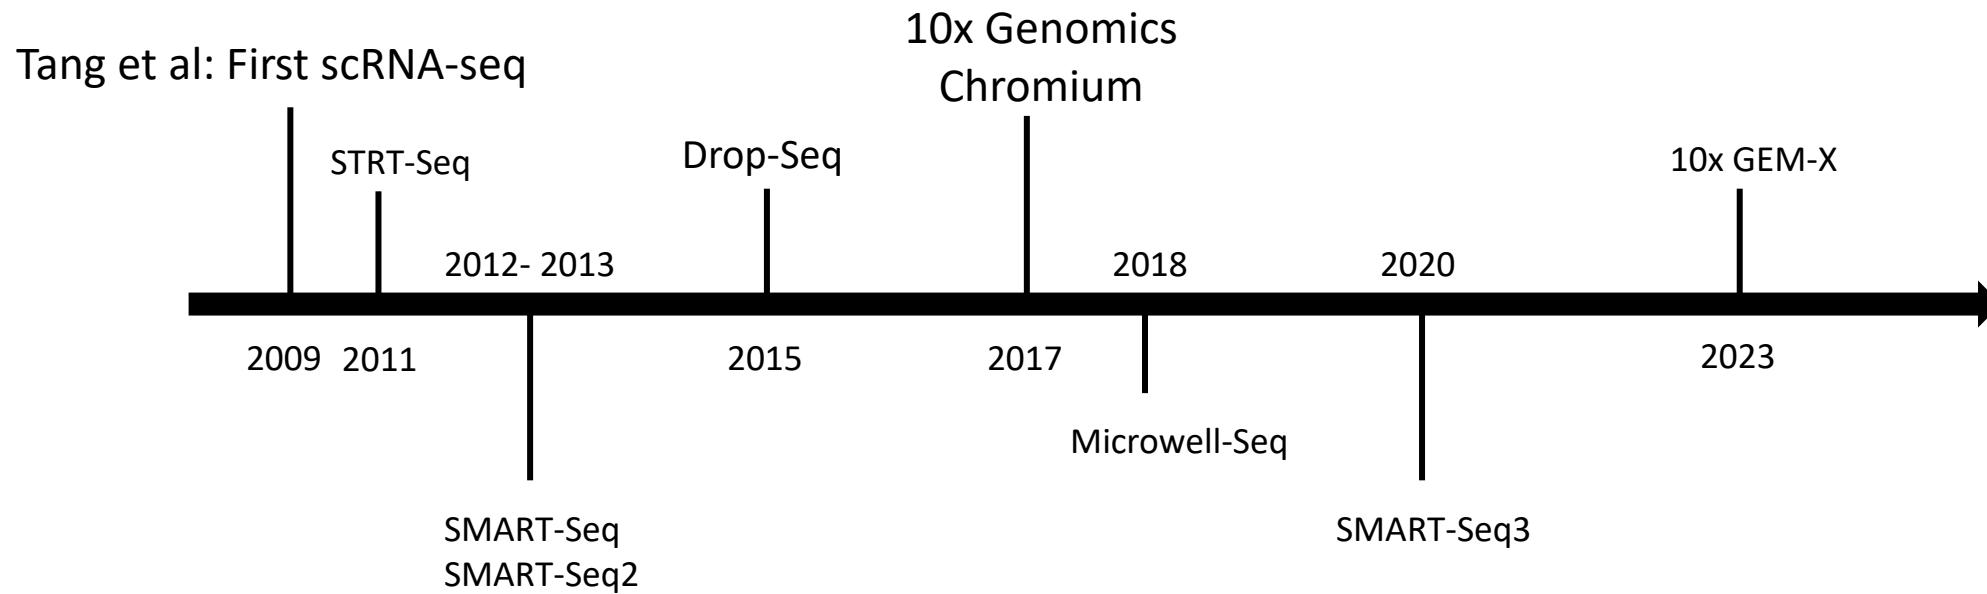 10x Genomics
Chromium
Tang et al: First scRNA-seq
STRT-Seq
Drop-Seq
10x GEM-X
2012- 2013
2018
2020
2009
2011
2015
2017
2023
Microwell-Seq
SMART-Seq
SMART-Seq2
SMART-Seq3